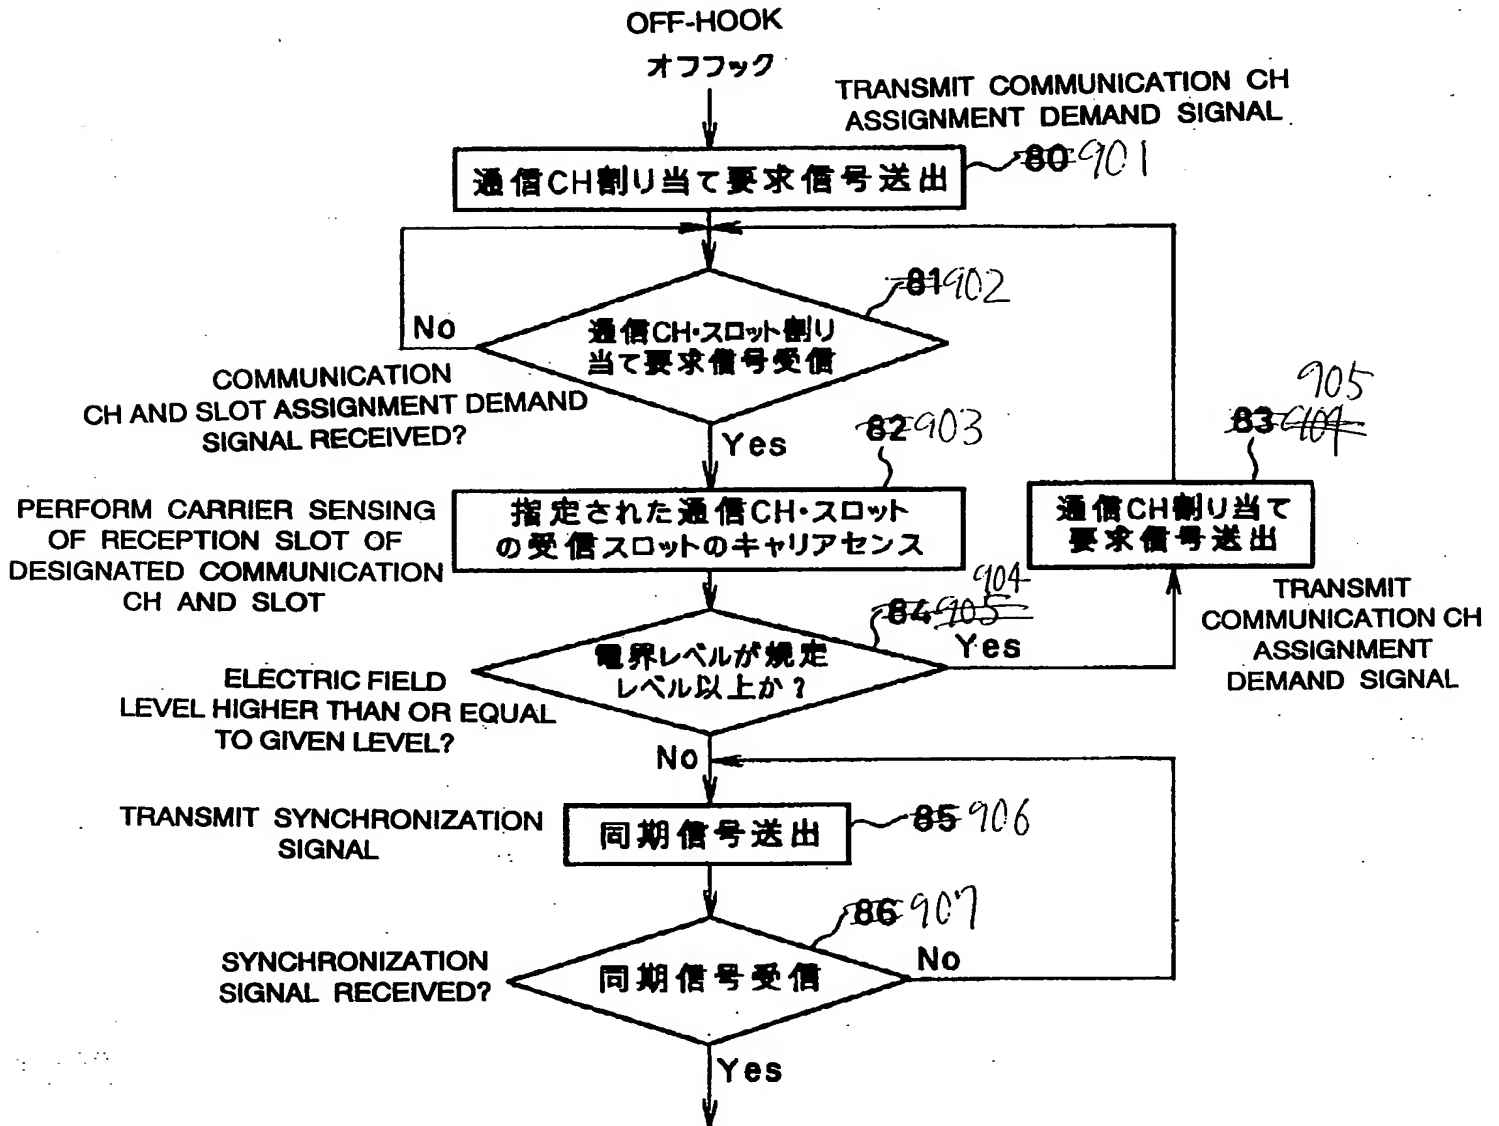 OFF-HOOK
オフフック
TRANSMIT COMMUNICATION CH
ASSIGNMENT DEMAND SIGNAL
通信CH割り当て要求信号送出
80 901
81 902
No
通信CH・スロット割り
当て要求信号受信
COMMUNICATION
CH AND SLOT ASSIGNMENT DEMAND
SIGNAL RECEIVED?
Yes
82 903
905
83 904
PERFORM CARRIER SENSING
OF RECEPTION SLOT OF
DESIGNATED COMMUNICATION
CH AND SLOT
指定された通信CH・スロット
の受信スロットのキャリアセンス
通信CH割り当て
要求信号送出
904
84 905
Yes
電界レベルが規定
レベル以上か?
TRANSMIT
COMMUNICATION CH
ASSIGNMENT
DEMAND SIGNAL
ELECTRIC FIELD
LEVEL HIGHER THAN OR EQUAL
TO GIVEN LEVEL?
No
TRANSMIT SYNCHRONIZATION
SIGNAL
同期信号送出
85 906
86 907
SYNCHRONIZATION
SIGNAL RECEIVED?
同期信号受信
No
Yes